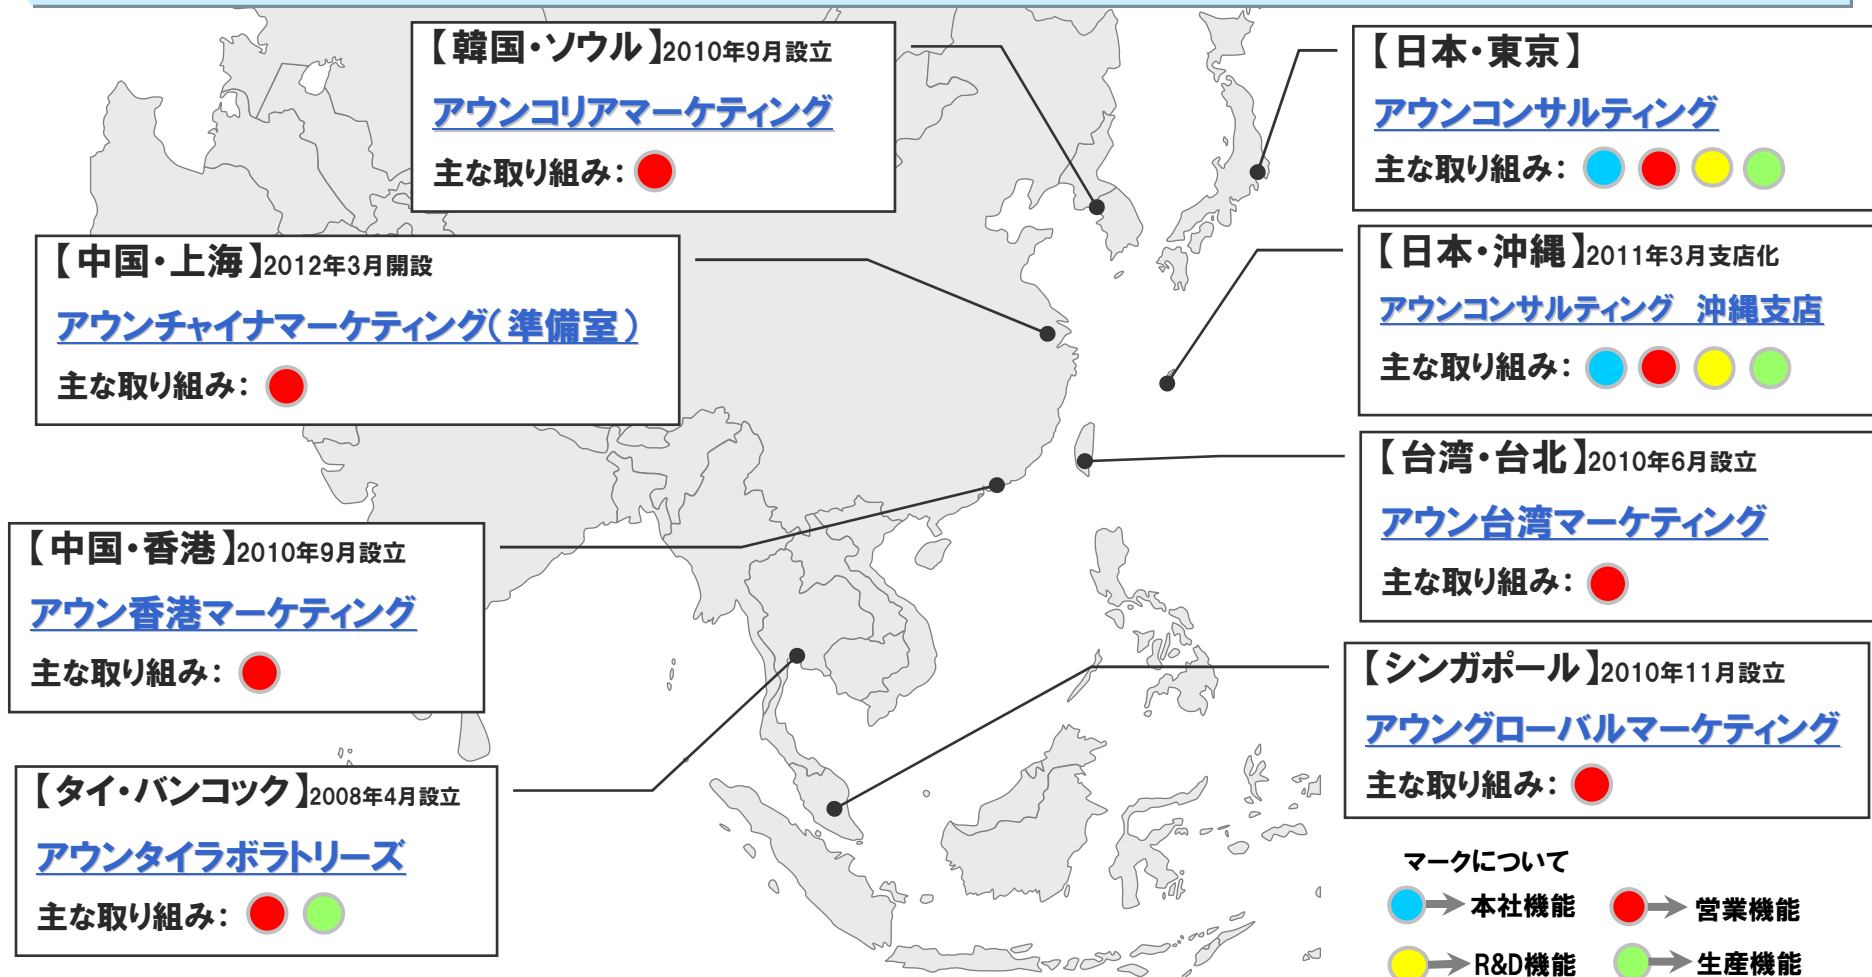 【韓国・ソウル】2010年9月設立
アウンコリアマーケティング
主な取り組み：
【日本・東京】
アウンコンサルティング
主な取り組み：
【中国・上海】2012年3月開設
アウンチャイナマーケティング（準備室）
主な取り組み：
【日本・沖縄】2011年3月支店化
アウンコンサルティング　沖縄支店
主な取り組み：
【台湾・台北】2010年6月設立
アウン台湾マーケティング
主な取り組み：
【中国・香港】2010年9月設立
アウン香港マーケティング
主な取り組み：
【シンガポール】2010年11月設立
アウングローバルマーケティング
主な取り組み：
【タイ・バンコック】2008年4月設立
アウンタイラボラトリーズ
主な取り組み：
マークについて
本社機能
営業機能
R&D機能
生産機能